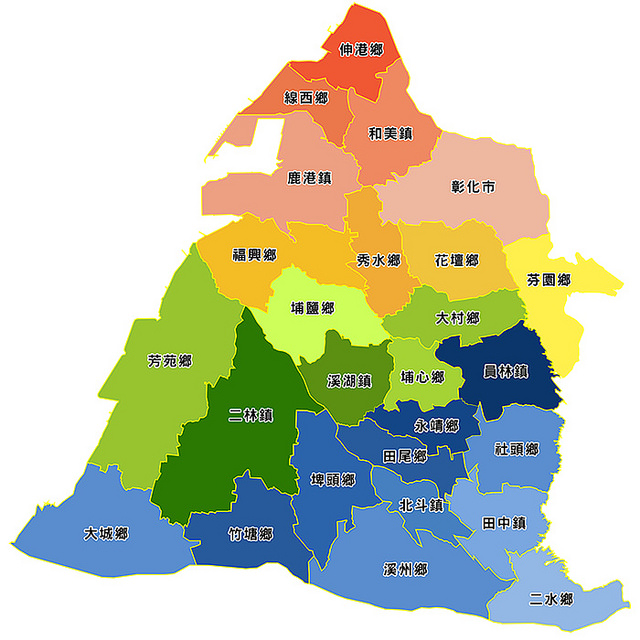 伸港鄉
線西鄉
和美鎮
鹿港鎮
彰化市
福興鄉
秀水鄉
花壇鄉
芬園鄉
埔鹽鄉
大村鄉
芳苑鄉
溪湖鎮
埔心鄉
員林鎮
二林鎮
永靖鄉
田尾鄉
社頭鄉
埤頭鄉
北斗鎮
田中鎮
大城鄉
竹塘鄉
溪州鄉
二水鄉